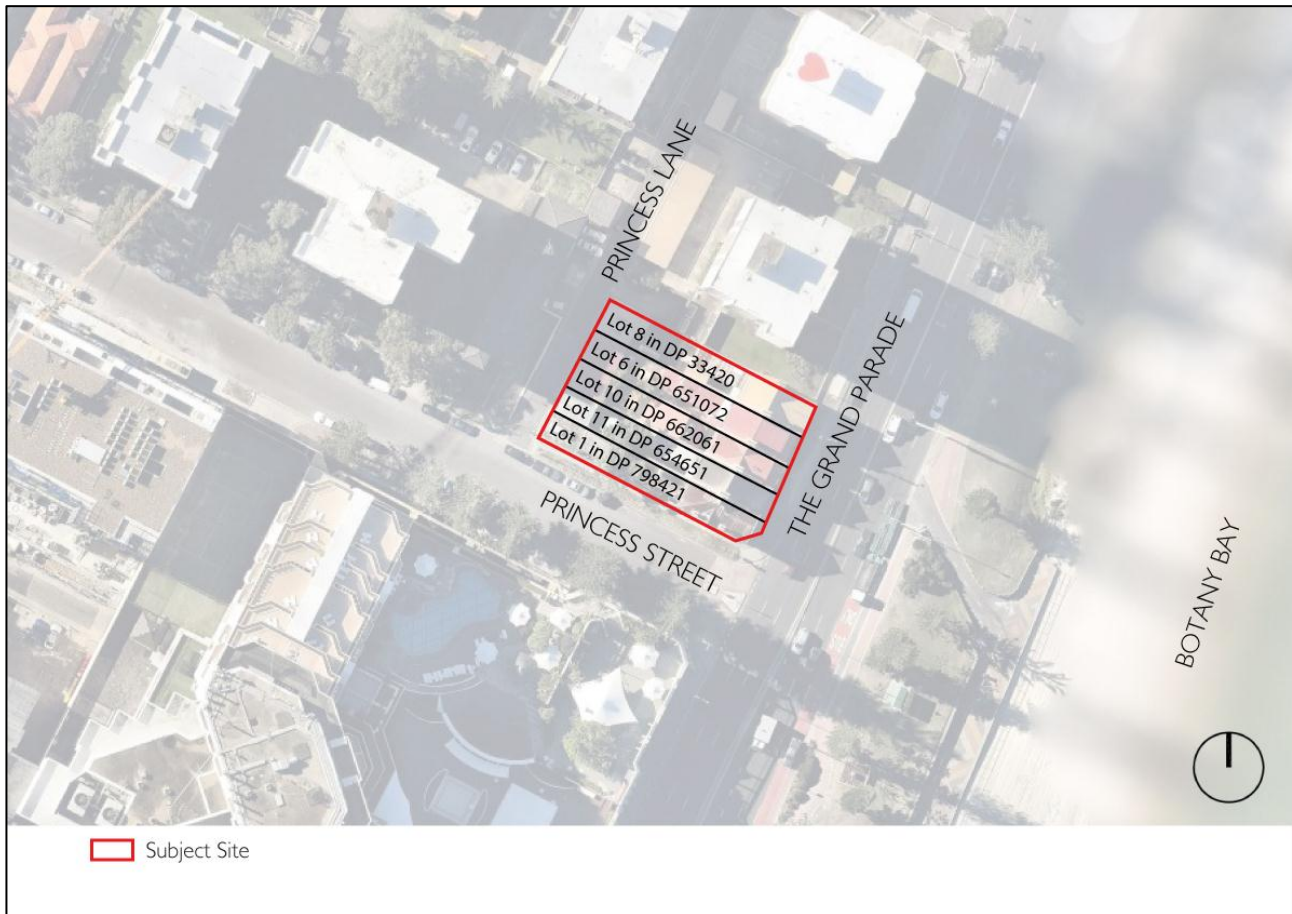 PRINCESS LANE
Lot 8 in DP 33420
Lot 6 in DP 651072
Lot 10 in DP 662061
Lot 11 in DP 654651
Lot 1 in DP 798421
THE GRAND PARADE
PRINCESS STREET
BOTANY BAY
Subject Site